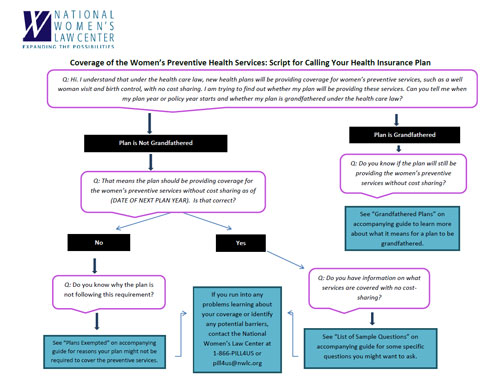 NATIONAL
WOMEN'S
LAW CENTER
EXPANDING THE POSSIBILITIES
Coverage of the Women's Preventive Health Services: Script for Calling Your Health Insurance Plan
Q: Hi. I understand that under the health care law, new health plans will be providing coverage for women's preventive services, such as a well
woman visit and birth control, with no cost sharing. I am trying to find out whether my plan will be providing these services. Can you tell me when
my plan year or policy year starts and whether my plan is grandfathered under the health care law?
Plan is Not Grandfathered
Plan is Grandfathered
Q: That means the plan should be providing coverage for
the women's preventive services without cost sharing as of
(DATE OF NEXT PLAN YEAR). Is that correct?
Q: Do you know if the plan will still be
providing the women's preventive
services without cost sharing?
See "Grandfathered Plans" on
accompanying guide to learn more
about what it means for a plan to be
grandfathered.
No
Yes
Q: Do you know why the plan is
not following this requirement?
If you run into any
problems learning about
your coverage or identify
any potential barriers,
contact the National
Women's Law Center at
1-866-PILL4US or
pill4us@nwlc.org
Q: Do you have information on what
services are covered with no cost-
sharing?
See "Plans Exempted" on accompanying
guide for reasons your plan might not be
required to cover the preventive services.
See "List of Sample Questions" on
accompanying guide for some specific
questions you might want to ask.